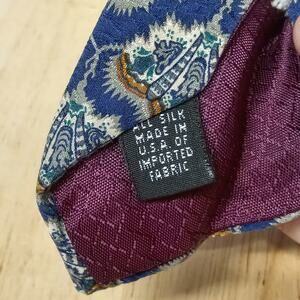 ALL SILK
MADE IN
U.S.A. OF
IMPORTED
FABRIC